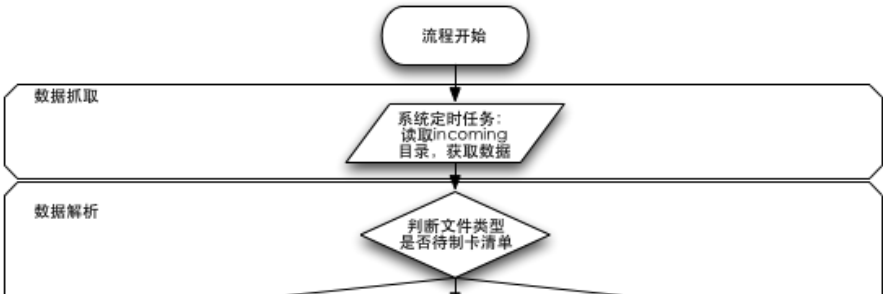 流程开始
数据抓取
系统定时任务：
读取incoming
目录，获取数据
数据解析
判断文件类型
是否待制卡清单